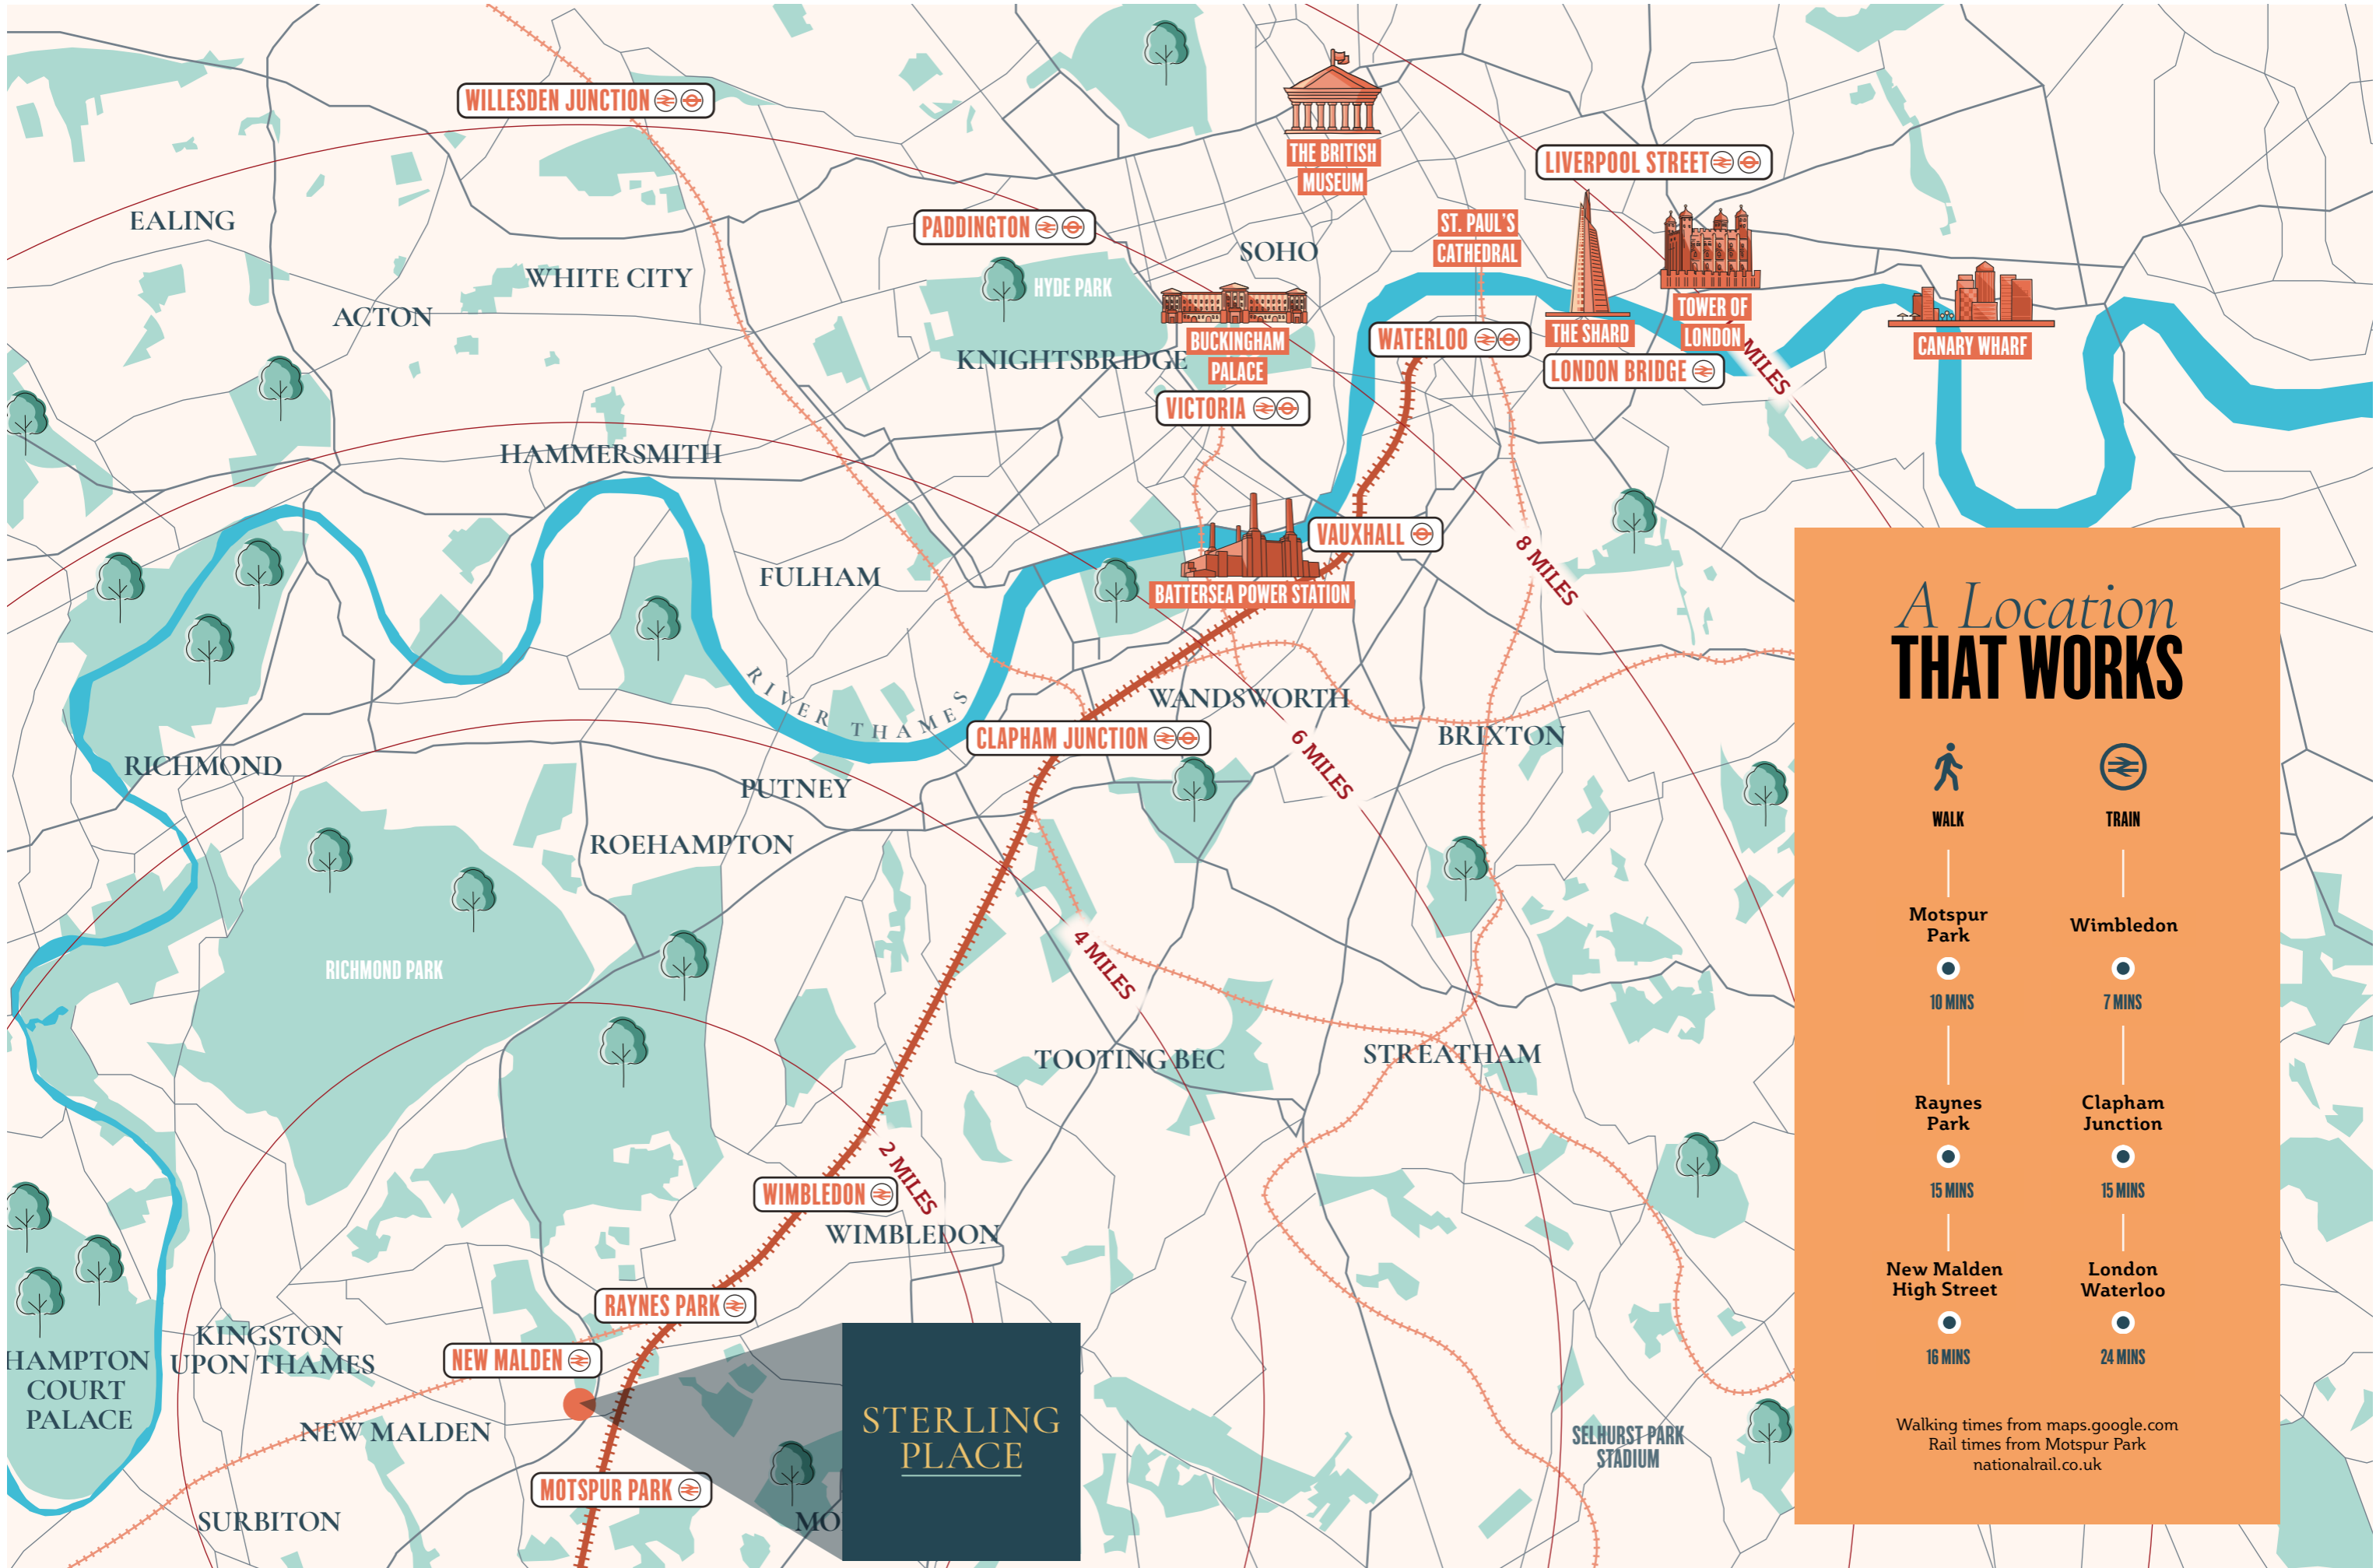 WILLESDEN JUNCTION
THE BRITISH
MUSEUM
LIVERPOOL STREET
EALING
PADDINGTON
ST. PAUL'S
CATHEDRAL
SOHO
WHITE CITY
HYDE PARK
ACTON
TOWER OF
LONDON
BUCKINGHAM
PALACE
WATERLOO
THE SHARD
CANARY WHARF
KNIGHTSBRIDGE
LONDON BRIDGE
MILES
VICTORIA
HAMMERSMITH
VAUXHALL
8 MILES
FULHAM
BATTERSEA POWER STATION
RIVER THAMES
WANDSWORTH
CLAPHAM JUNCTION
BRIXTON
6 MILES
RICHMOND
PUTNEY
ROEHAMPTON
RICHMOND PARK
4 MILES
TOOTING BEC
STREATHAM
2 MILES
WIMBLEDON
WIMBLEDON
RAYNES PARK
KINGSTON
UPON THAMES
NEW MALDEN
HAMPTON
COURT
PALACE
NEW MALDEN
STERLING
PLACE
SELHURST PARK
STADIUM
MOTSPUR PARK
SURBITON
MO
A Location
THAT WORKS
WALK
Motspur
Park
10 MINS
Raynes
Park
15 MINS
New Malden
High Street
16 MINS
TRAIN
Wimbledon
7 MINS
Clapham
Junction
15 MINS
London
Waterloo
24 MINS
Walking times from maps.google.com
Rail times from Motspur Park
nationalrail.co.uk